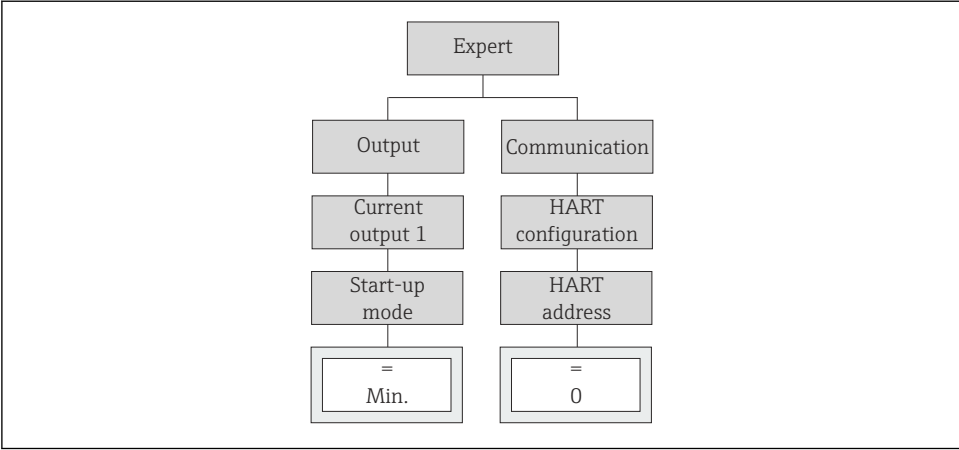 Expert
Output
Communication
Current
output 1
HART
configuration
Start-up
mode
HART
address
=
Min.
=
0